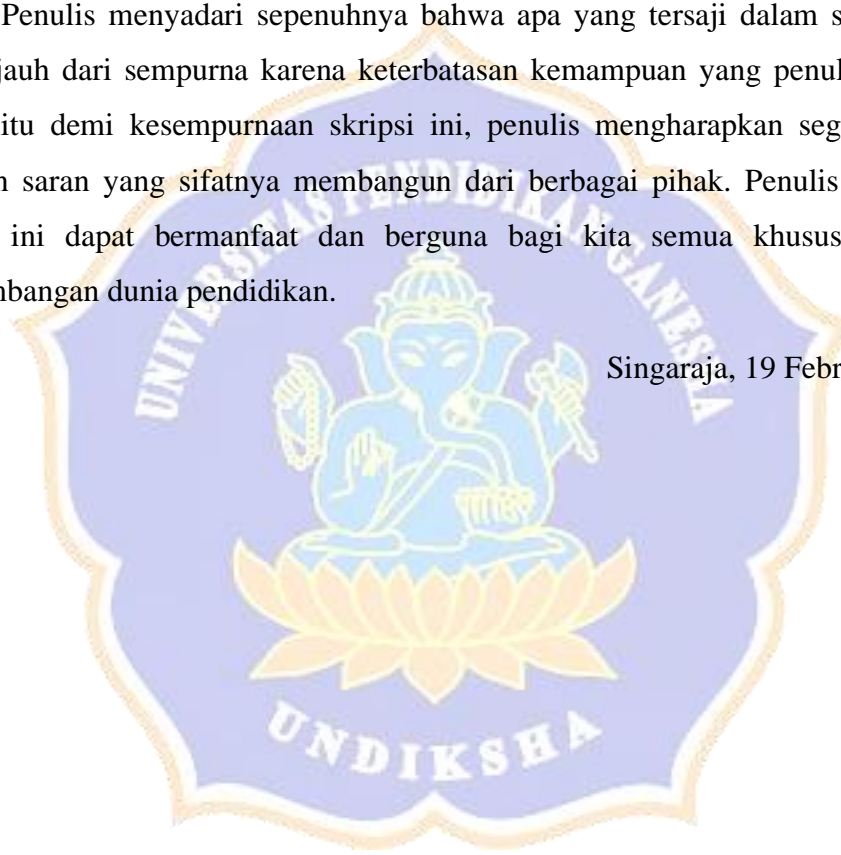 Penulis menyadari sepenuhnya bahwa apa yang tersaji dalam s
jauh dari sempurna karena keterbatasan kemampuan yang penul
itu demi kesempurnaan skripsi ini, penulis mengharapkan seg
n saran yang sifatnya membangun dari berbagai pihak. Penulis
ini dapat bermanfaat dan berguna bagi kita semua khusus
mbangan dunia pendidikan.
Singaraja, 19 Febr
UNIVERSITAS PENDIDIKAN GANESHA
UNDIKSHA